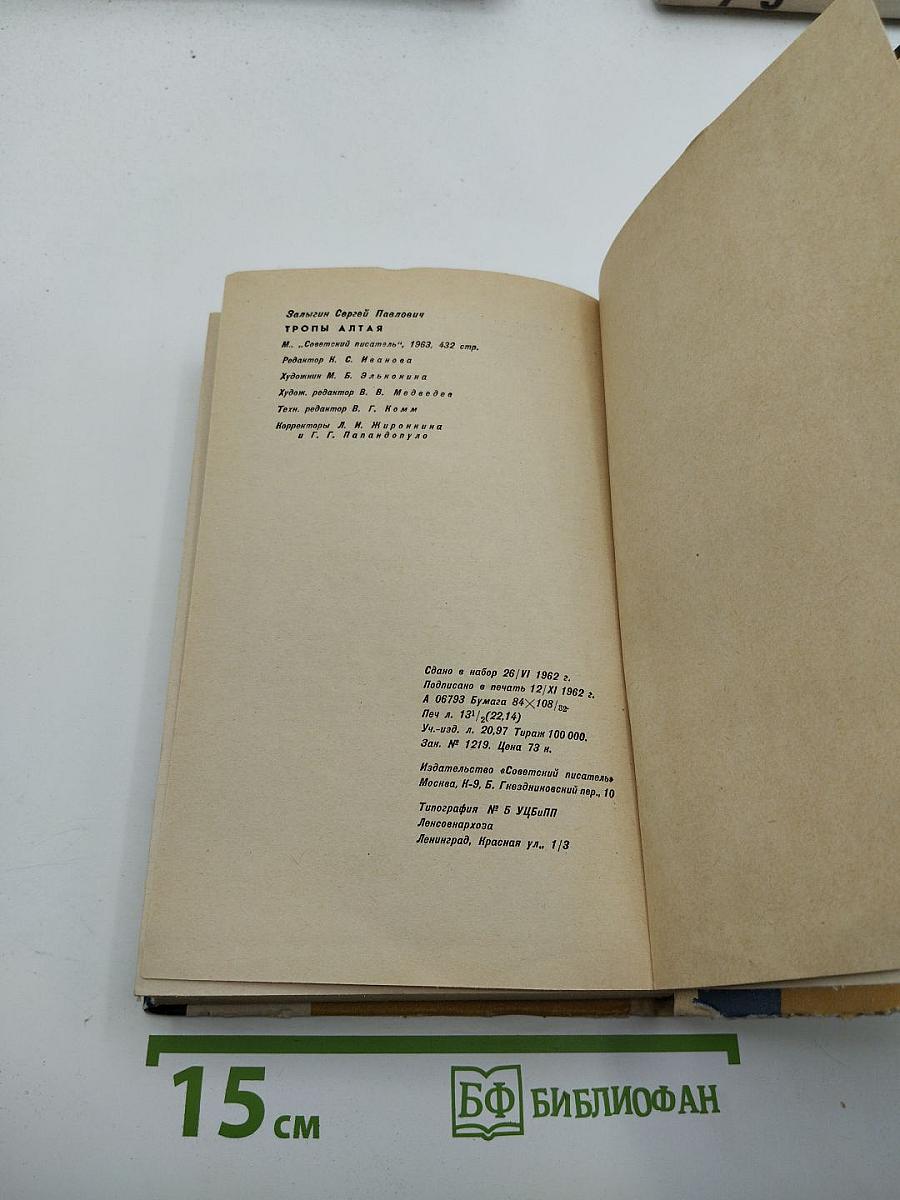 Залыгин Сергей Павлович
ТРОПЫ АЛТАЯ
М., „Советский писатель“, 1963, 432 стр.
Редактор К. С. Иванова
Художник М. Б. Элькокина
Худож. редактор В. В. Медведев
Техн. редактор В. Г. Комм
Корректоры Л. И. Жиронкина
и Г. Г. Папандопуло
Сдано в набор 26/VI 1962 г.
Подписано в печать 12/XI 1962 г.
А 06793 Бумага 84×108/32.
Печ л. 13¹/₂(22,14)
Уч.-изд. л. 20,97 Тираж 100 000.
Зак. № 1219. Цена 73 к.
Издательство «Советский писатель»
Москва, К-9, Б. Гнездниковский пер., 10
Типография № 5 УЦБиПП
Ленсовнархоза
Ленинград, Красная ул., 1/3
15 см
БФ БИБЛИОФАН